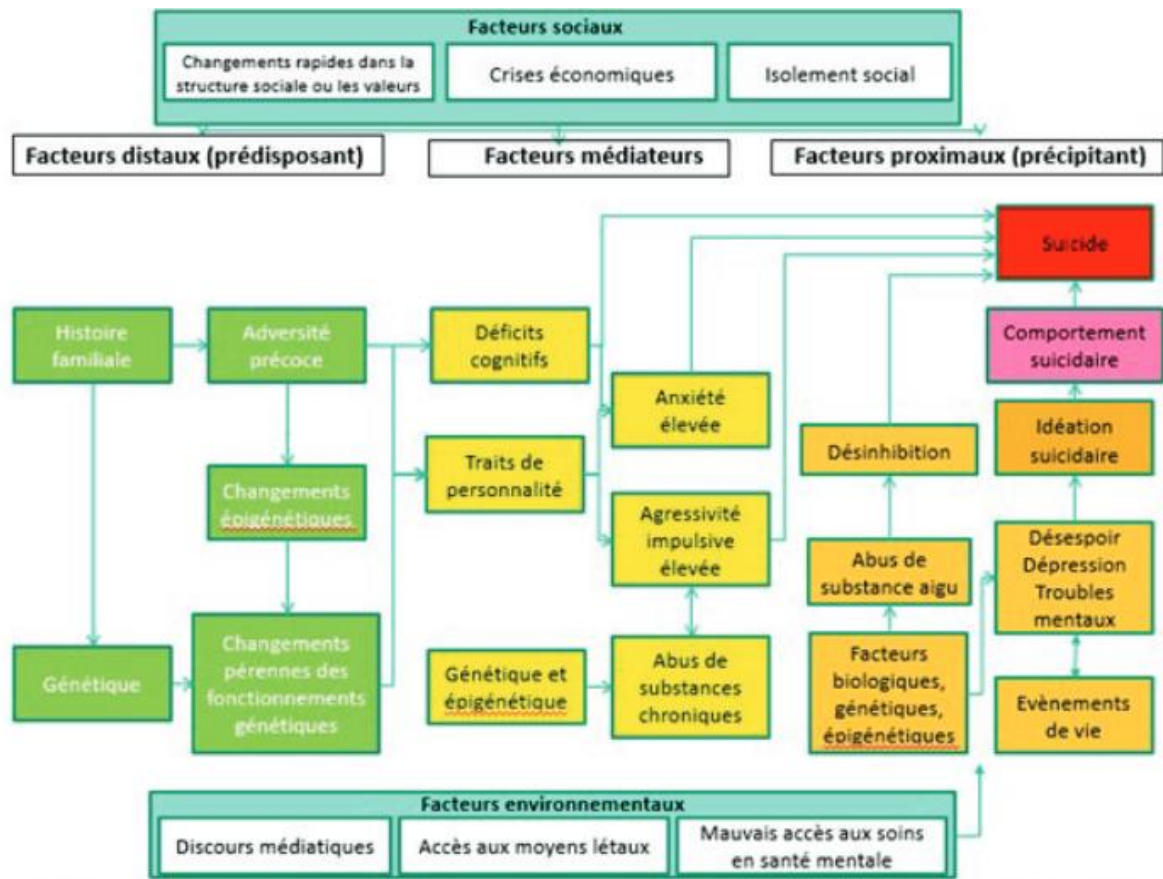 Facteurs sociaux
Changements rapides dans la
structure sociale ou les valeurs
Crises économiques
Isolement social
Facteurs distaux (prédisposant)
Facteurs médiateurs
Facteurs proximaux (précipitant)
Suicide
Histoire
familiale
Adversité
précoce
Déficits
cognitifs
Comportement
suicidaire
Anxiété
élevée
Désinhibition
Idéation
suicidaire
Traits de
personnalité
Changements
épigénétiques
Agressivité
impulsive
élevée
Abus de
substance aigu
Désespoir
Dépression
Troubles
mentaux
Génétique
Changements
pérennes des
fonctionnements
génétiques
Génétique et
épigénétique
Abus de
substances
chroniques
Facteurs
biologiques,
génétiques,
épigénétiques
Evènements
de vie
Facteurs environnementaux
Discours médiatiques
Accès aux moyens létaux
Mauvais accès aux soins
en santé mentale